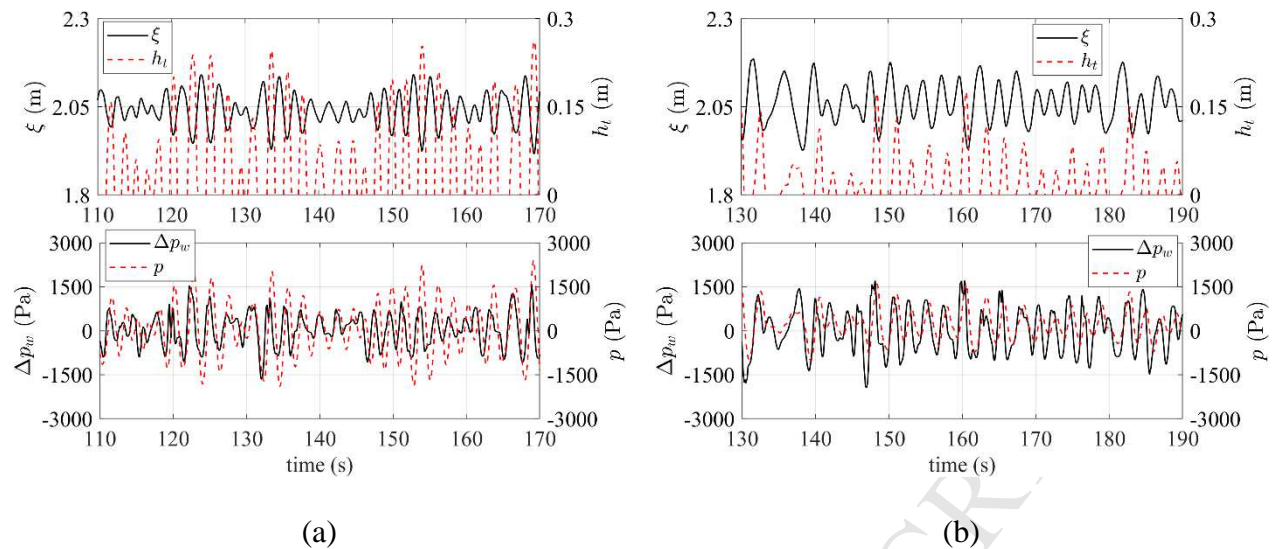 2.3
2.05
1.8
ξ (m)
ξ
h_t
0.3
0.15
0
h_t (m)
110 120 130 140 150 160 170
3000
1500
0
-1500
-3000
Δp_w (Pa)
Δp_w
p
3000
1500
0
-1500
-3000
p (Pa)
110 120 130 140 150 160 170
time (s)
(a)
2.3
2.05
1.8
ξ (m)
ξ
h_t
0.3
0.15
0
h_t (m)
130 140 150 160 170 180 190
3000
1500
0
-1500
-3000
Δp_w (Pa)
Δp_w
p
3000
1500
0
-1500
-3000
p (Pa)
130 140 150 160 170 180 190
time (s)
(b)